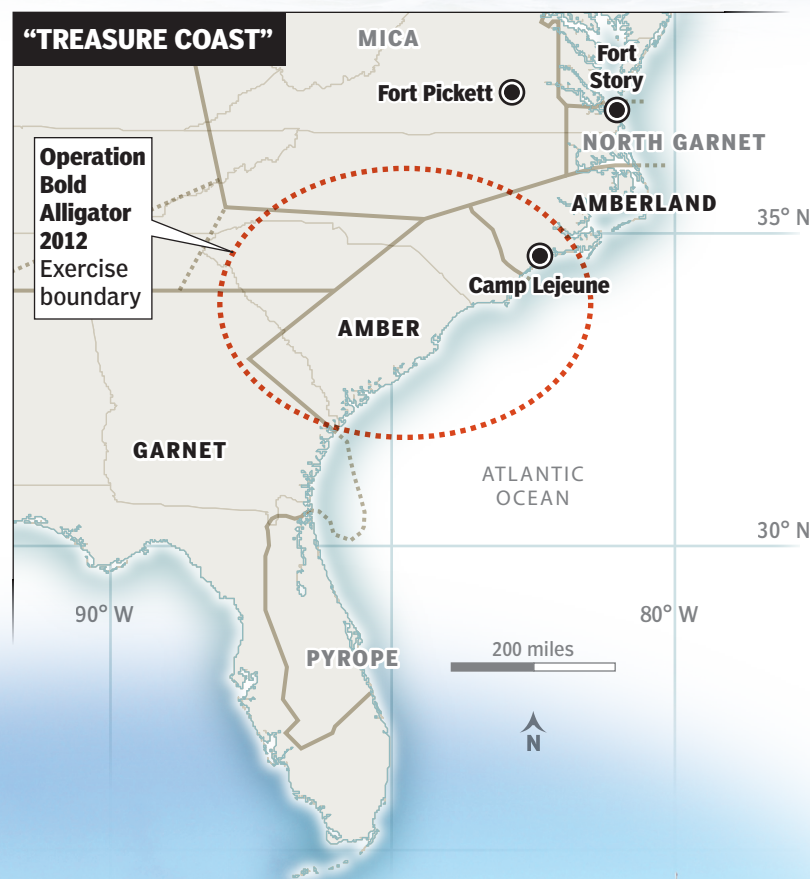 “TREASURE COAST”
MICA
Fort
Story
Fort Pickett
NORTH GARNET
Operation
Bold
Alligator
2012
Exercise
boundary
AMBERLAND
35° N
Camp Lejeune
AMBER
GARNET
ATLANTIC
OCEAN
30° N
90° W
80° W
200 miles
PYROPE
N